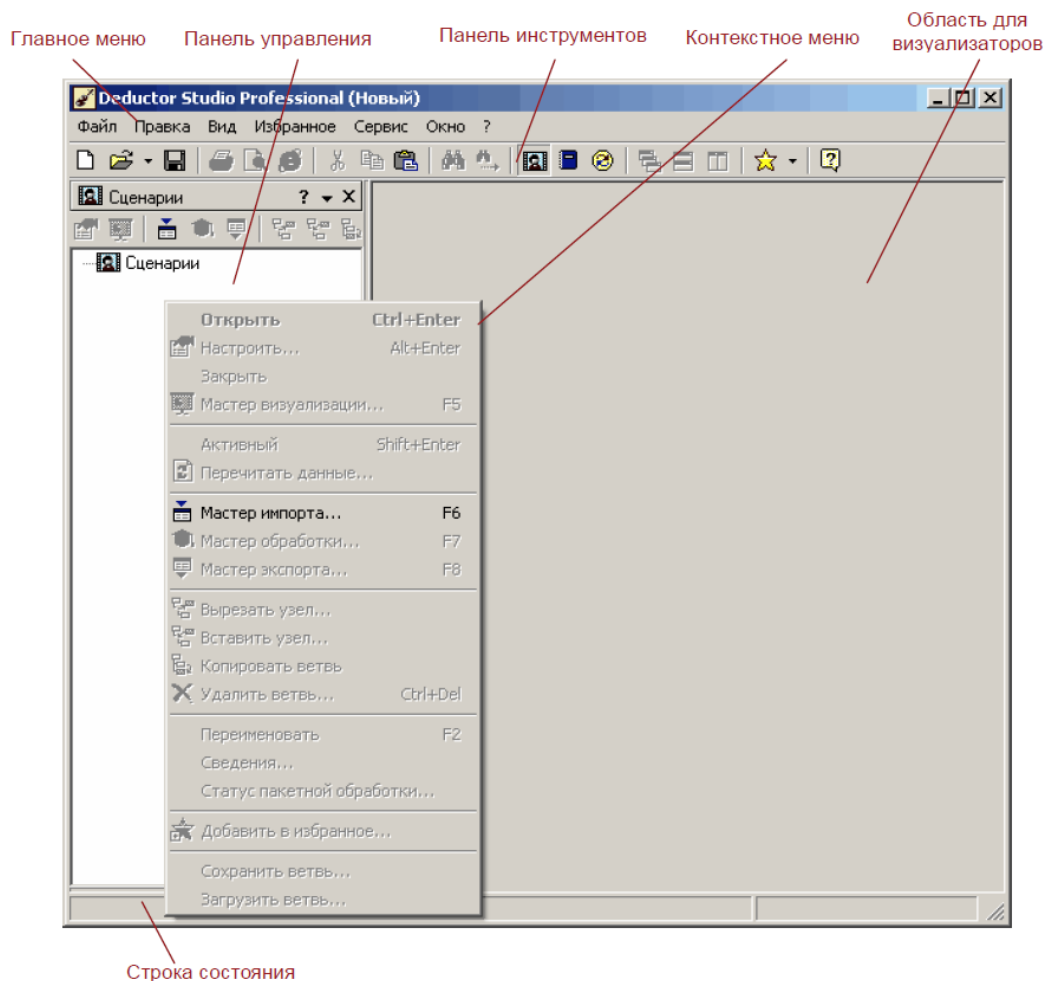 Главное меню
Панель управления
Панель инструментов
Контекстное меню
Область для
визуализаторов
Deductor Studio Professional (Новый)
Файл Правка Вид Избранное Сервис Окно ?
Сценарии ?
Сценарии
Открыть Ctrl+Enter
Настроить... Alt+Enter
Закрыть
Мастер визуализации... F5
Активный Shift+Enter
Перечитать данные...
Мастер импорта... F6
Мастер обработки... F7
Мастер экспорта... F8
Вырезать узел...
Вставить узел...
Копировать ветвь
Удалить ветвь... Ctrl+Del
Переименовать F2
Сведения...
Статус пакетной обработки...
Добавить в избранное...
Сохранить ветвь...
Загрузить ветвь...
Строка состояния